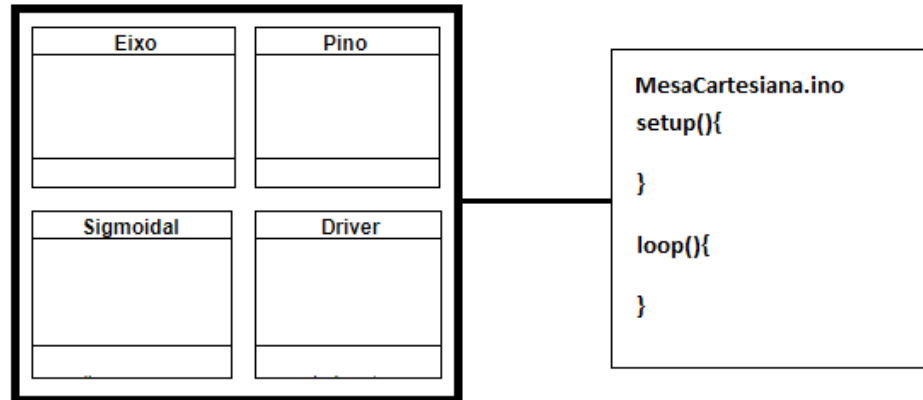 Eixo
Pino
Sigmoidal
Driver
MesaCartesiana.ino
setup(){
}
loop(){
}